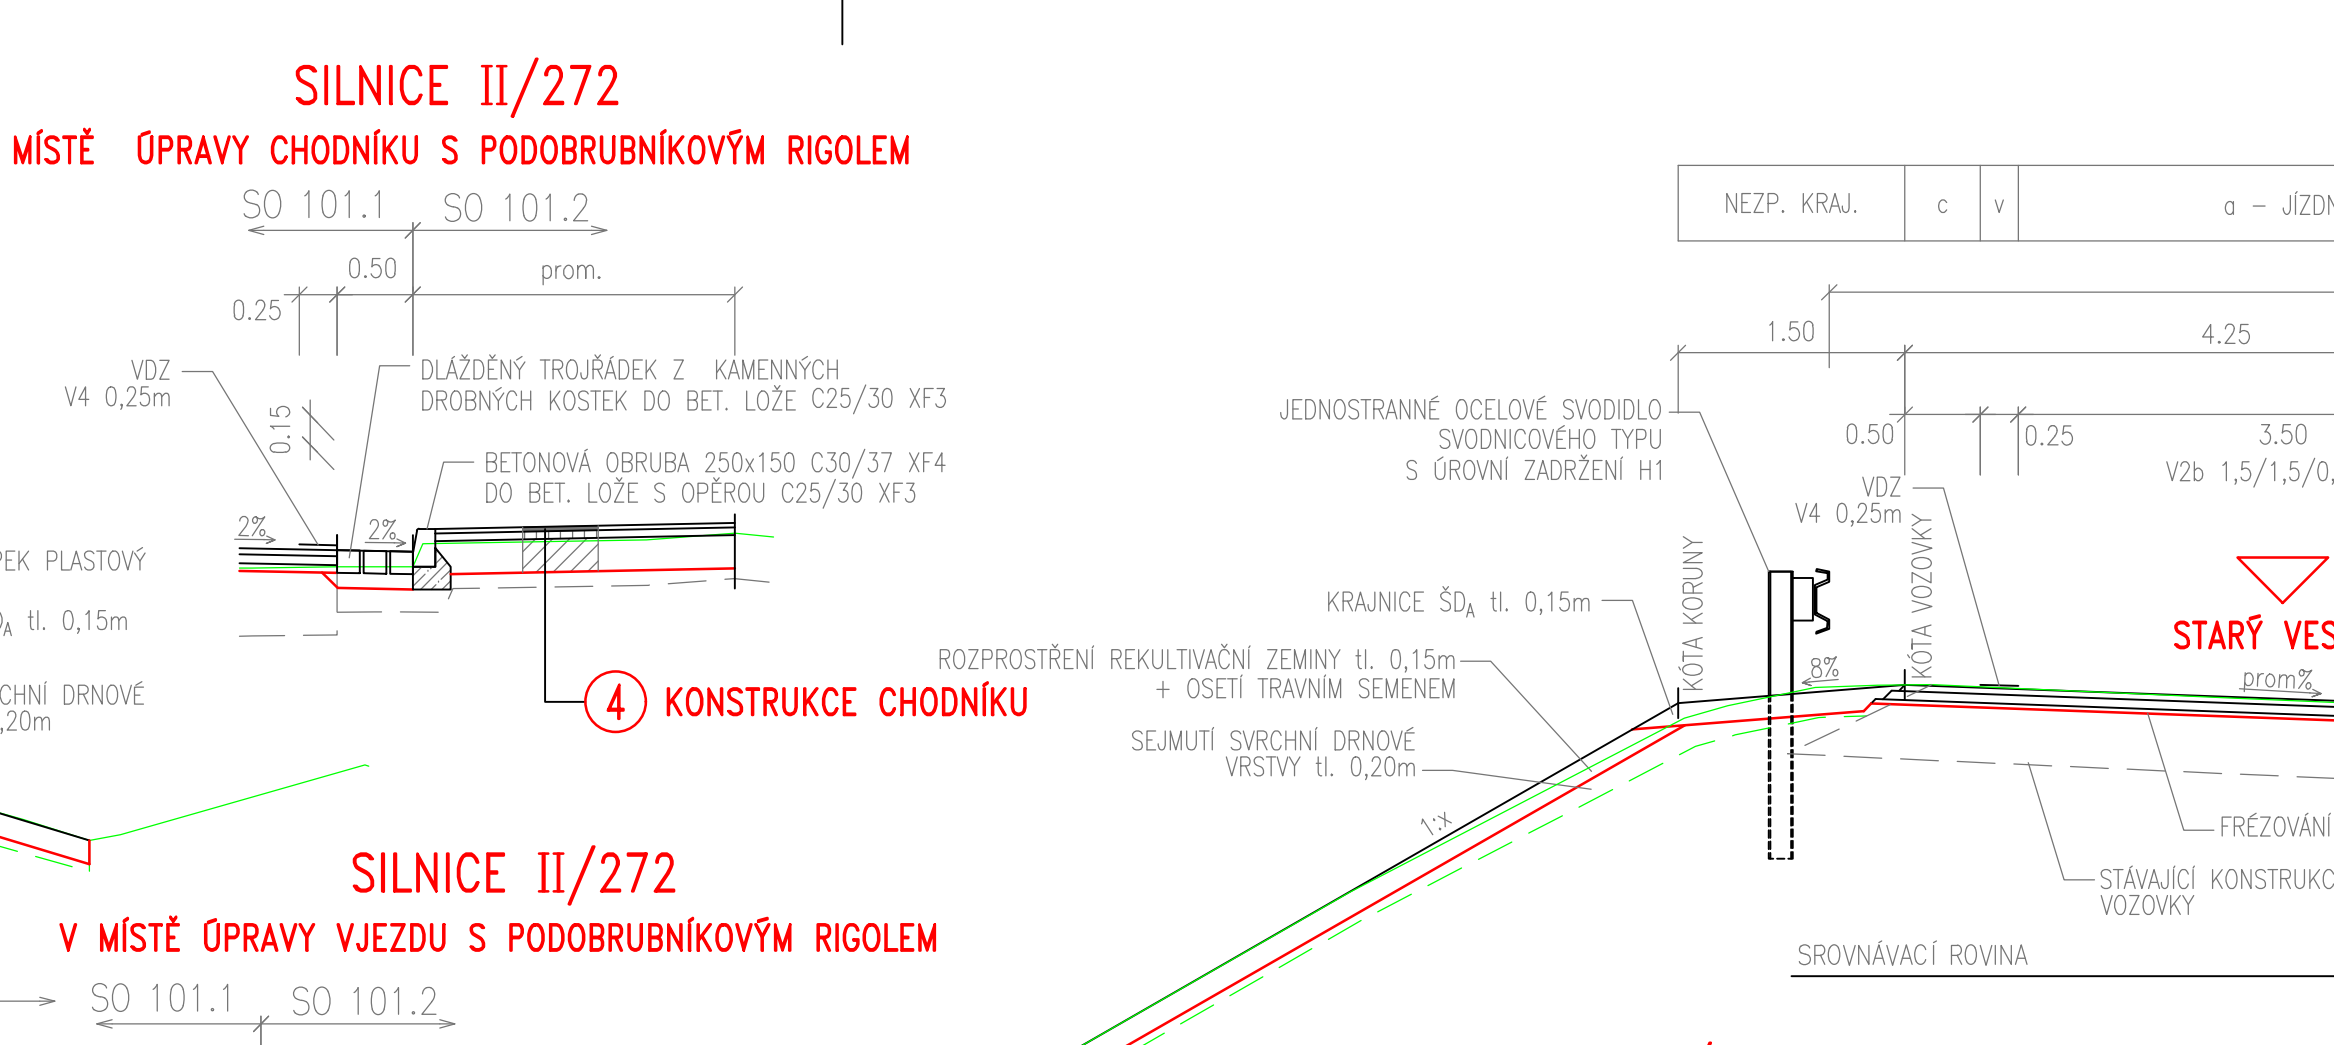 SILNICE II/272
MÍSTĚ ÚPRAVY CHODNÍKU S PODOBRUBNÍKOVÝM RIGOLEM
SO 101.1
SO 101.2
0.50
prom.
0.25
VDZ
V4 0,25m
0.15
DLÁŽDĚNÝ TROJŘÁDEK Z KAMENNÝCH
DROBNÝCH KOSTEK DO BET. LOŽE C25/30 XF3
BETONOVÁ OBRUBA 250x150 C30/37 XF4
DO BET. LOŽE S OPĚROU C25/30 XF3
2%
2%
PLASTOVÝ
tl. 0,15m
DRNOVÉ
4 KONSTRUKCE CHODNÍKU
SILNICE II/272
V MÍSTĚ ÚPRAVY VJEZDU S PODOBRUBNÍKOVÝM RIGOLEM
SO 101.1
SO 101.2
NEZP. KRAJ.
c
v
a –
1.50
4.25
0.50
0.25
3.50
V2b 1,5/1,5/0,
JEDNOSTRANNÉ OCELOVÉ SVODIDLO
SVODNICOVÉHO TYPU
S ÚROVNÍ ZADRŽENÍ H1
VDZ
V4 0,25m
KÓTA KORUNY
KÓTA VOZOVKY
KRAJNICE ŠDA tl. 0,15m
ROZPROSTŘENÍ REKULTIVAČNÍ ZEMINY tl. 0,15m
+ OSETÍ TRAVNÍM SEMENEM
SEJMUTÍ SVRCHNÍ DRNOVÉ
VRSTVY tl. 0,20m
8%
STARÝ
prom%
1:x
FRÉZOVÁNÍ
STÁVAJÍCÍ KONSTRUKC
VOZOVKY
SROVNÁVACÍ ROVINA